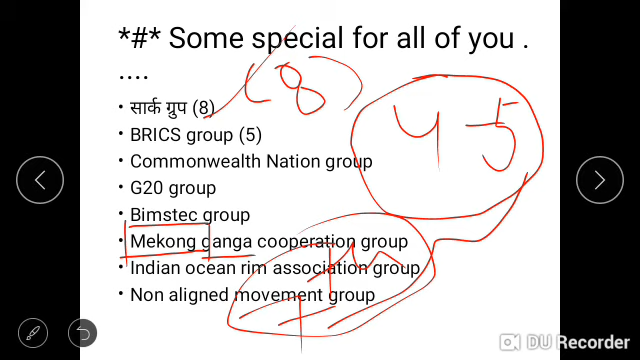 *#* Some special for all of you .
....
• सार्क ग्रुप (8)
(8)
• BRICS group (5)
45
• Commonwealth Nation group
• G20 group
• Bimstec group
• Mekong ganga cooperation group
• Indian ocean rim association group
• Non aligned movement group
DU Recorder